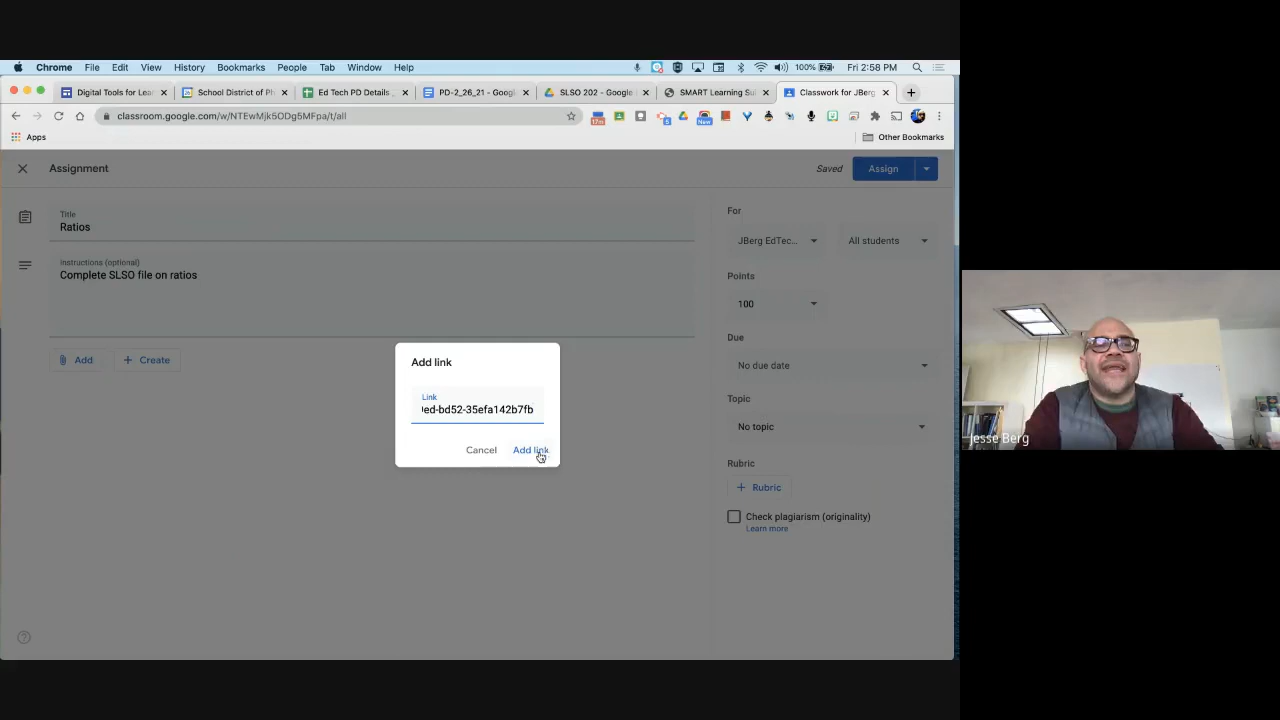 Chrome File Edit View History Bookmarks People Tab Window Help 100% Fri 2:58 PM
Digital Tools for Lear School District of Ph Ed Tech PD Details PD-2_26_21 - Google SLSO 202 - Google SMART Learning Su Classwork for JBerg
classroom.google.com/w/NTEwMjk5ODg5MFpa/t/all
Apps Other Bookmarks
Assignment Saved Assign
Title
Ratios
Instructions (optional)
Complete SLSO file on ratios
Add Create
Add link
Link
ed-bd52-35efa142b7fb
Cancel Add link
For
JBerg EdTec... All students
Points
100
Due
No due date
Topic
No topic
Rubric
Rubric
Check plagiarism (originality)
Learn more
Jesse Berg